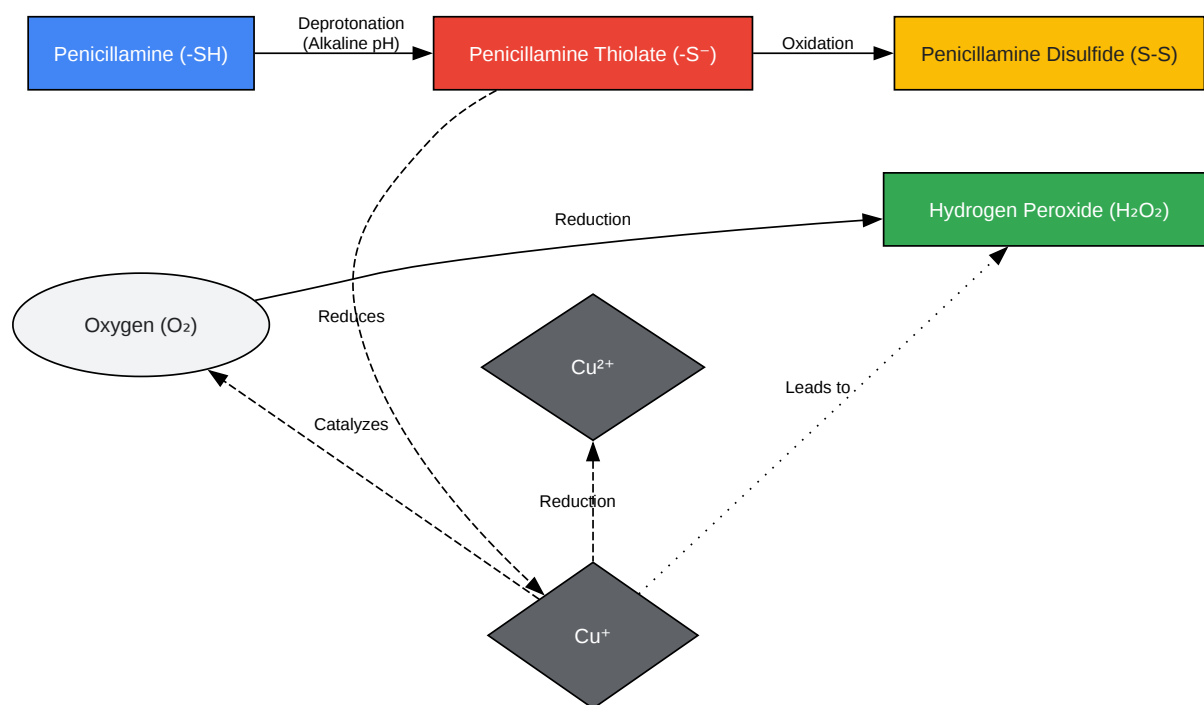 Penicillamine (-SH)
Deprotonation
(Alkaline pH)
Penicillamine Thiolate (-S⁻)
Oxidation
Penicillamine Disulfide (S-S)
Hydrogen Peroxide (H₂O₂)
Reduction
Oxygen (O₂)
Reduces
Cu²⁺
Leads to
Catalyzes
Reduction
Cu⁺